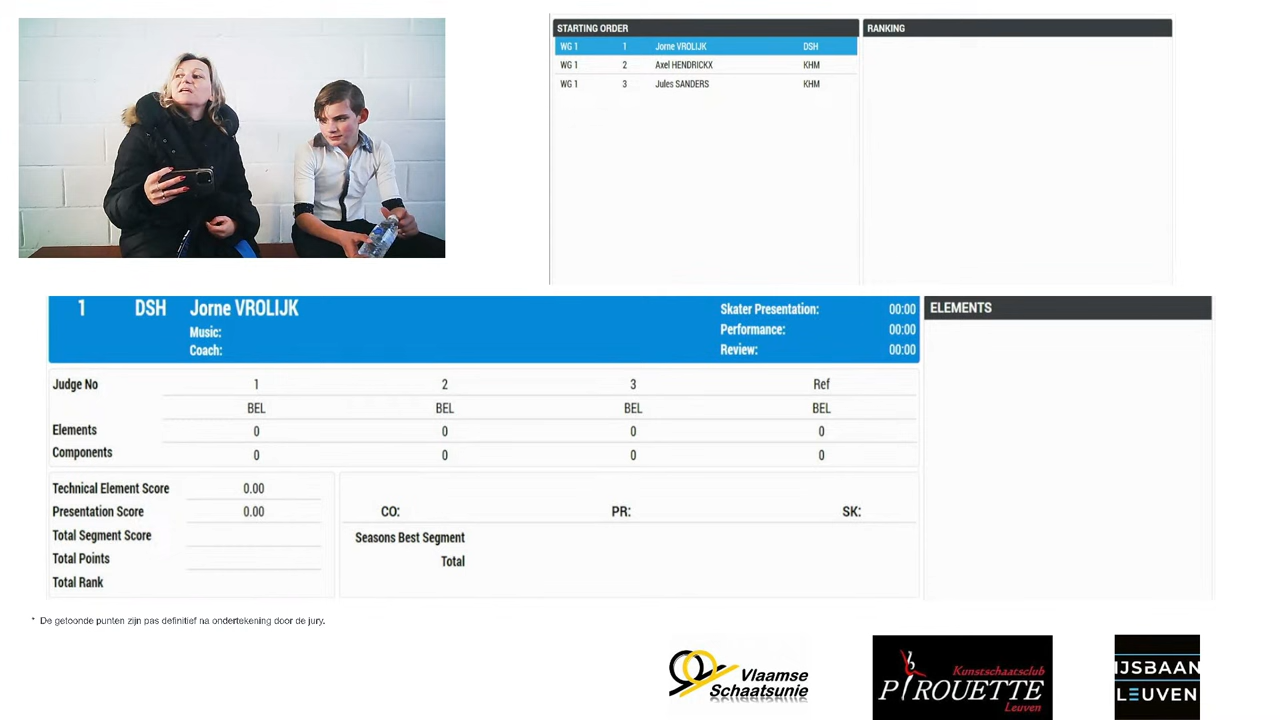 STARTING ORDER
WG 1 1 Jorne VROLIJK DSH
WG 1 2 Axel HENDRICKX KHM
WG 1 3 Jules SANDERS KHM
RANKING
1 DSH Jorne VROLIJK
Music:
Coach:
Skater Presentation: 00:00
Performance: 00:00
Review: 00:00
ELEMENTS
Judge No 1 2 3 Ref
BEL BEL BEL BEL
Elements 0 0 0 0
Components 0 0 0 0
Technical Element Score 0.00
Presentation Score 0.00
Total Segment Score
Total Points
Total Rank
CO: PR: SK:
Seasons Best Segment
Total
* De getoonde punten zijn pas definitief na ondertekening door de jury.
Vlaamse
Schaatsunie
Kunstschaatsclub
PIROUETTE
Leuven
IJSBAAN
LEUVEN